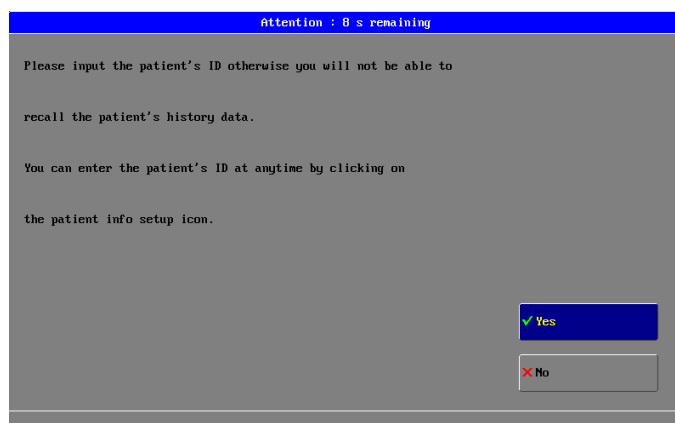 Attention : 8 s remaining
Please input the patient's ID otherwise you will not be able to
recall the patient's history data.
You can enter the patient's ID at anytime by clicking on
the patient info setup icon.
Yes
No